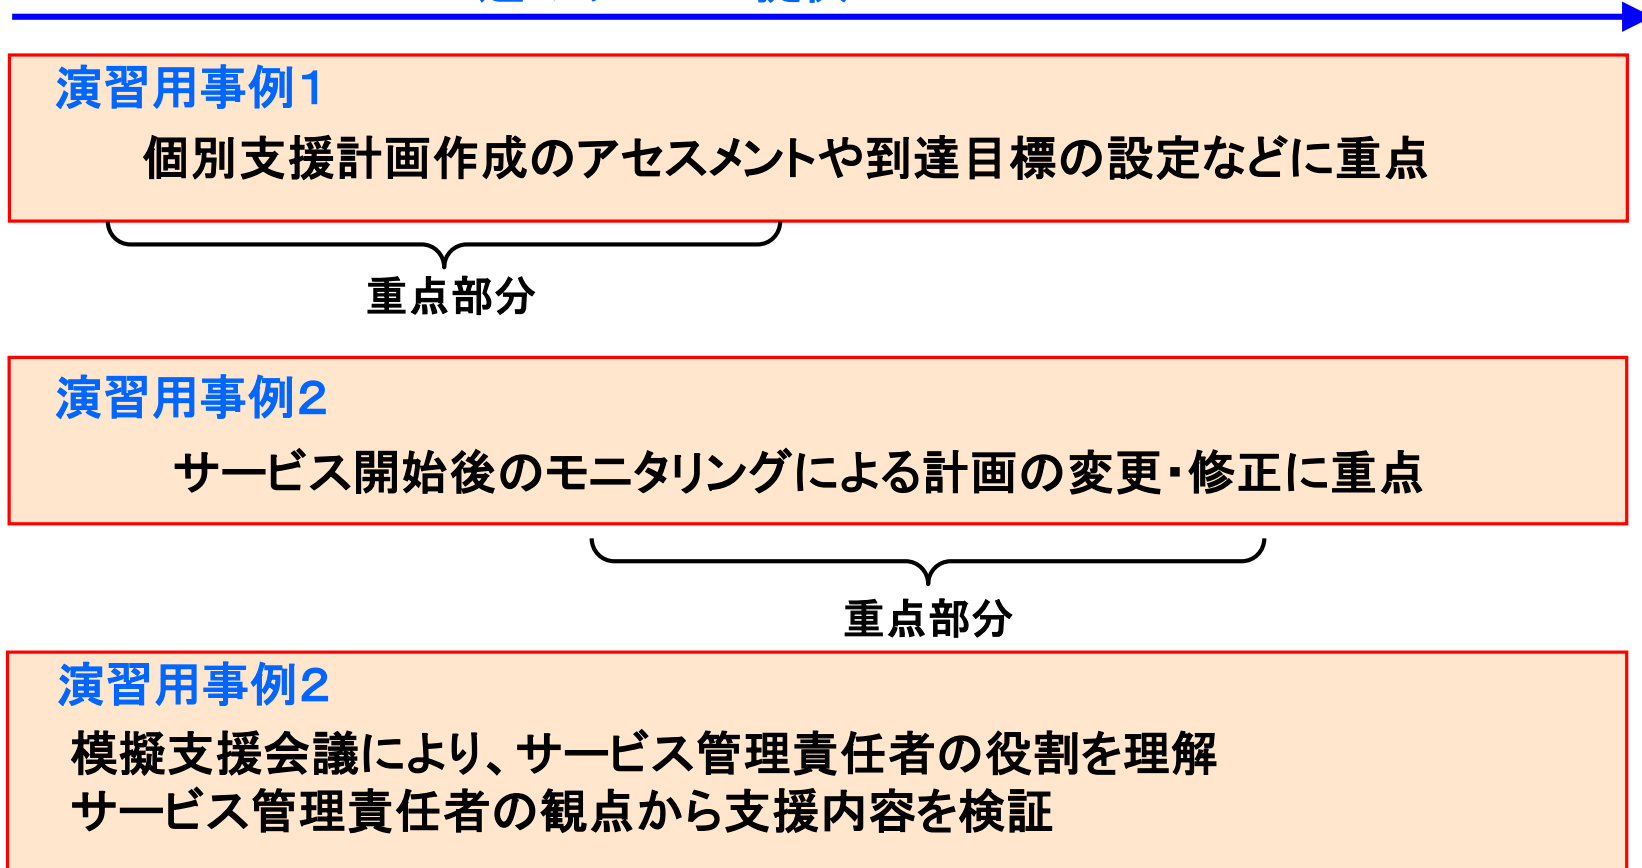 演習用事例1
個別支援計画作成のアセスメントや到達目標の設定などに重点
重点部分
演習用事例2
サービス開始後のモニタリングによる計画の変更・修正に重点
重点部分
演習用事例2
模擬支援会議により、サービス管理責任者の役割を理解
サービス管理責任者の観点から支援内容を検証